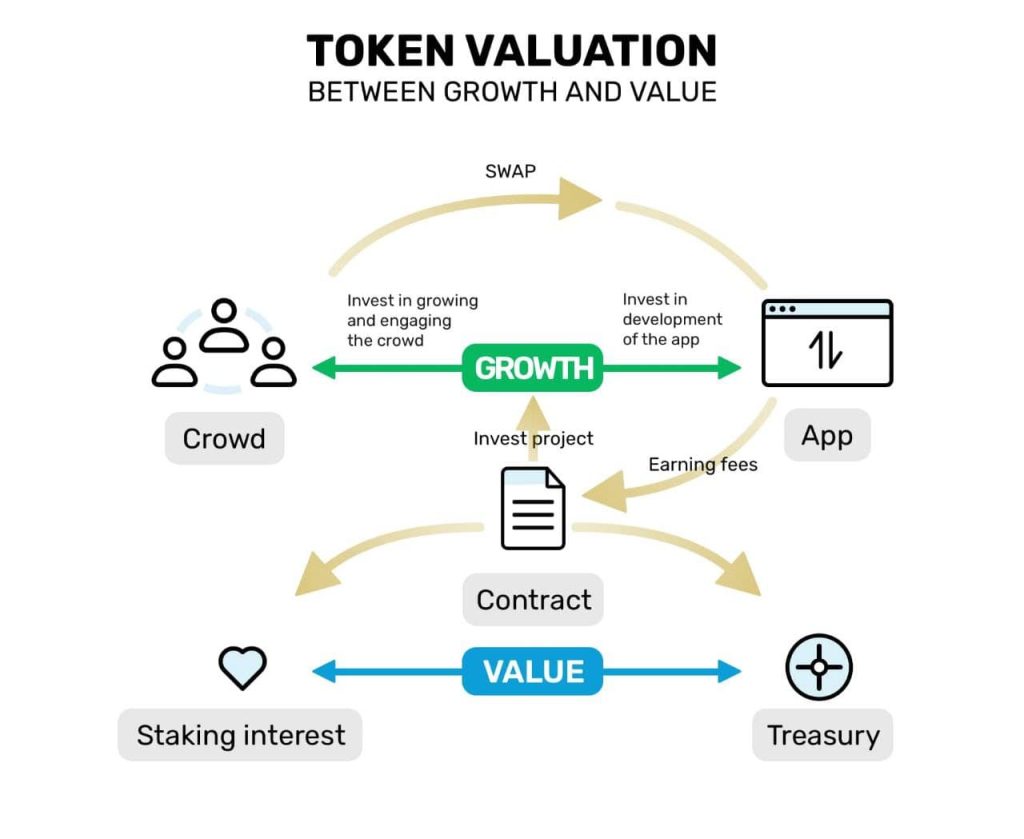 TOKEN VALUATION
BETWEEN GROWTH AND VALUE
SWAP
Invest in growing
and engaging
the crowd
Invest in
development
of the app
GROWTH
Crowd
App
Invest project
Earning fees
Contract
VALUE
Staking interest
Treasury